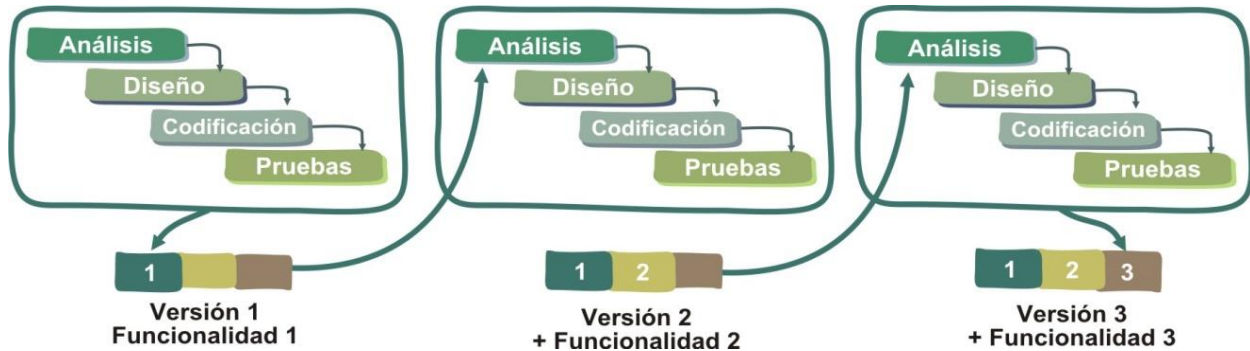 Análisis
Diseño
Codificación
Pruebas
1
Versión 1
Funcionalidad 1
Análisis
Diseño
Codificación
Pruebas
1 2
Versión 2
+ Funcionalidad 2
Análisis
Diseño
Codificación
Pruebas
1 2 3
Versión 3
+ Funcionalidad 3